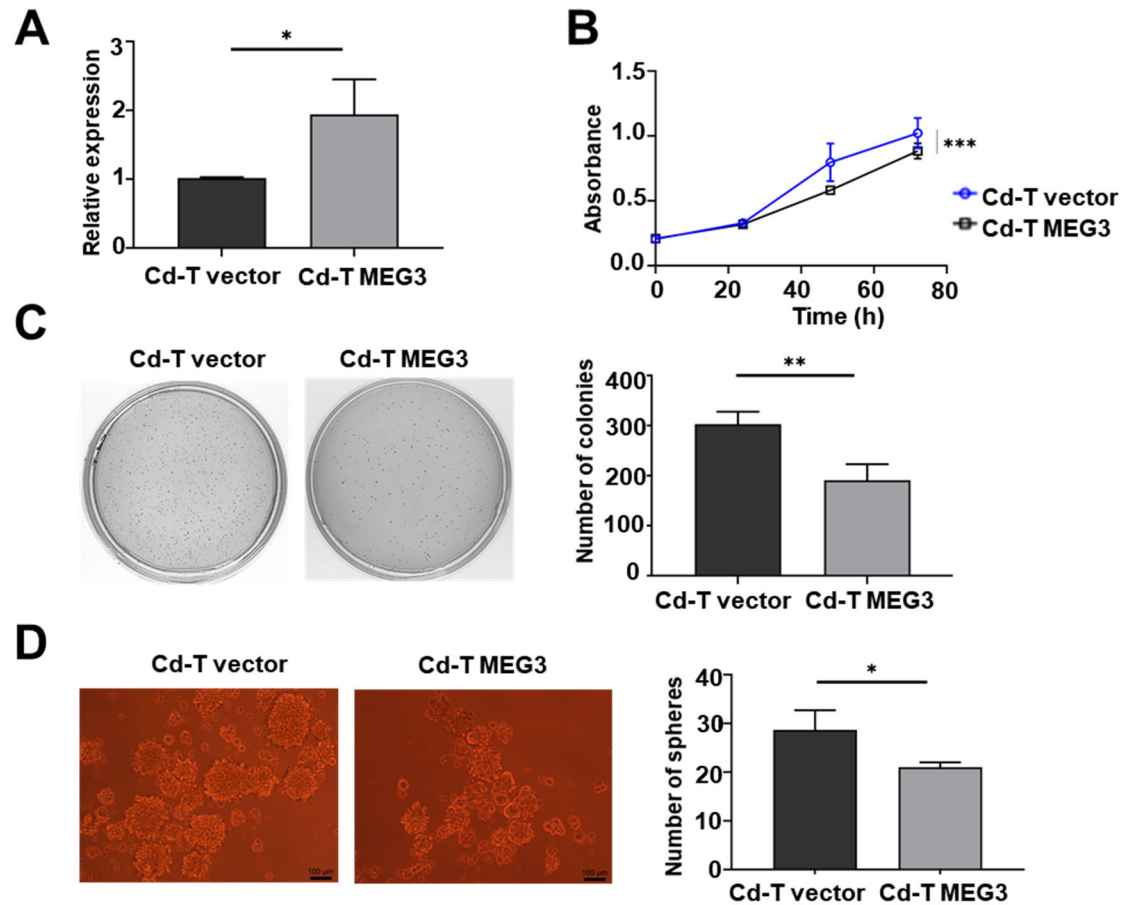 A
Relative expression
3
2
1
0
*
Cd-T vector
Cd-T MEG3
B
Absorbance
1.5
1.0
0.5
0.0
0
20
40
60
80
Time (h)
***
Cd-T vector
Cd-T MEG3
C
Cd-T vector
Cd-T MEG3
Number of colonies
400
300
200
100
0
**
Cd-T vector
Cd-T MEG3
D
Cd-T vector
Cd-T MEG3
100 μm
100 μm
Number of spheres
40
30
20
10
0
*
Cd-T vector
Cd-T MEG3